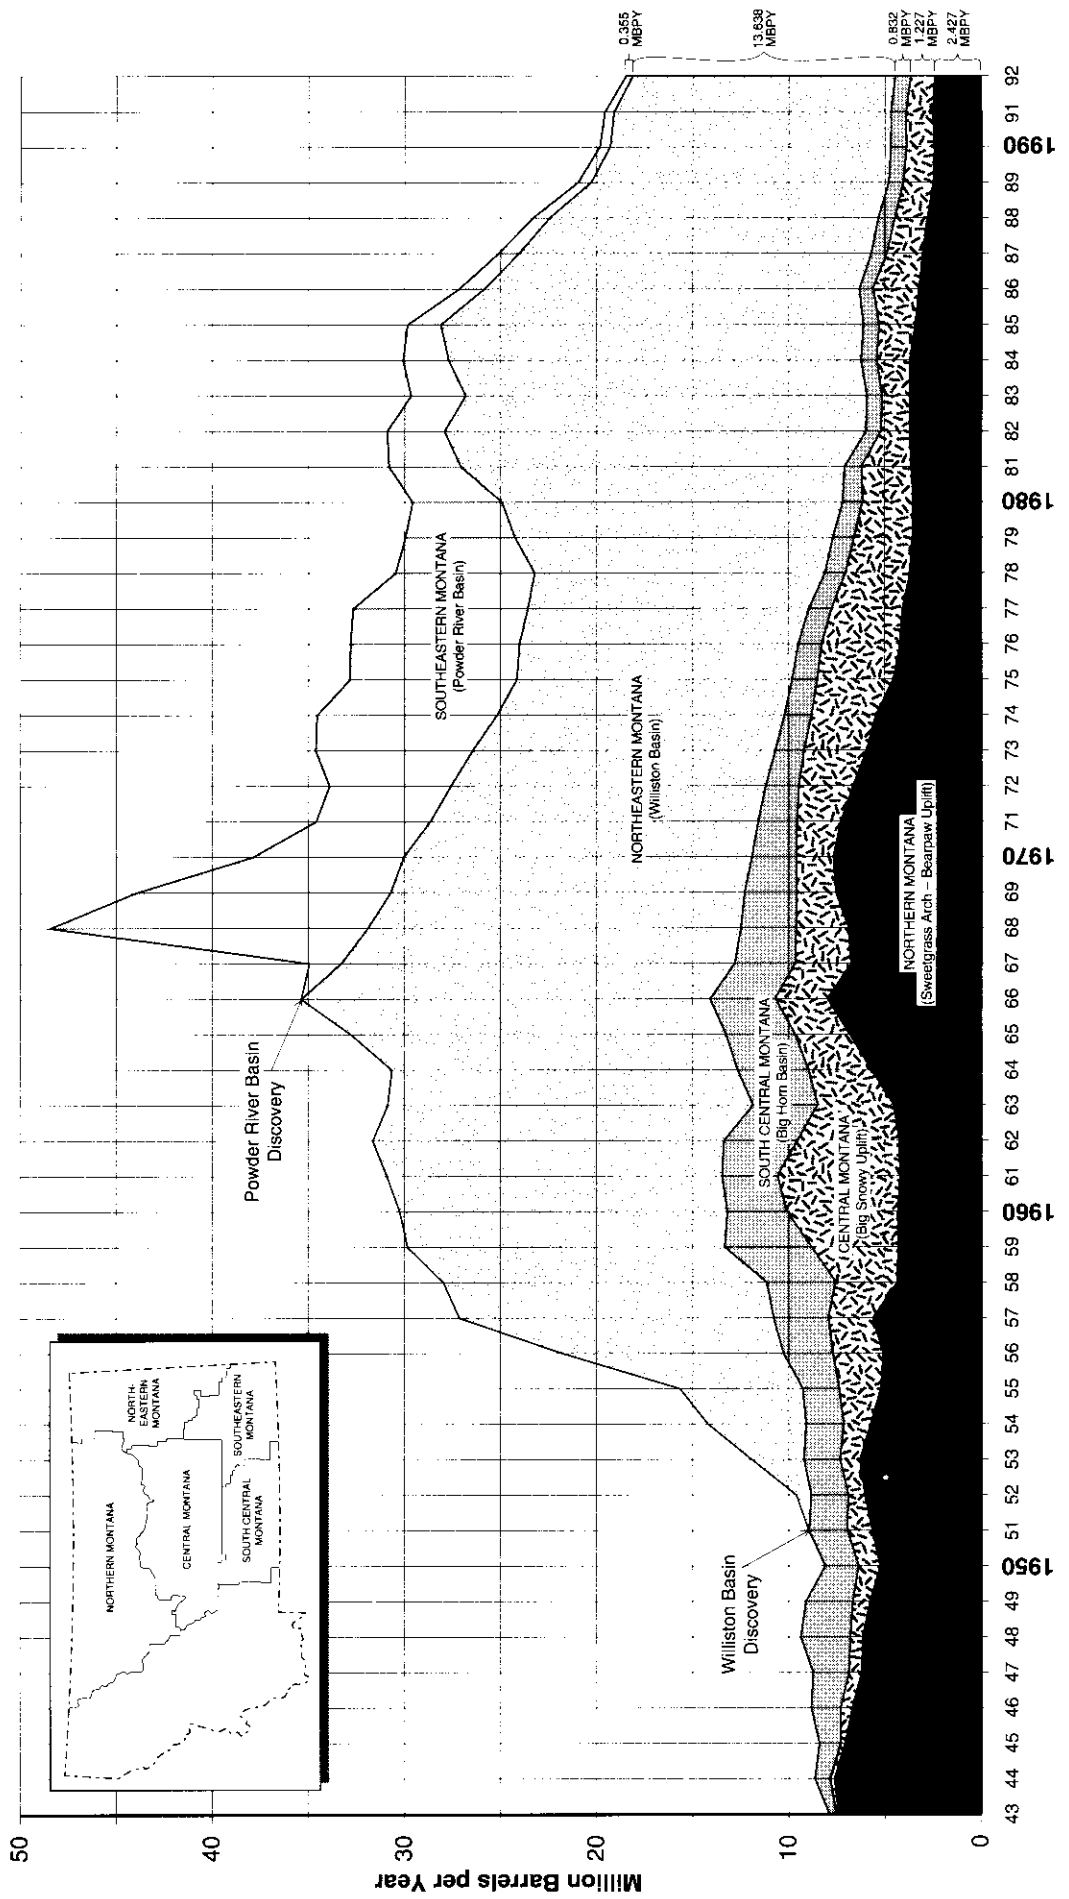 50
40
30
20
10
0
Million Barrels per Year
NORTHERN MONTANA
NORTH-
EASTERN
MONTANA
CENTRAL MONTANA
SOUTH CENTRAL
MONTANA
SOUTHEASTERN
MONTANA
Williston Basin
Discovery
Powder River Basin
Discovery
SOUTHEASTERN MONTANA
(Powder River Basin)
NORTHEASTERN MONTANA
(Williston Basin)
SOUTH CENTRAL MONTANA
(Big Horn Basin)
CENTRAL MONTANA
(Big Snowy Uplift)
NORTHERN MONTANA
(Sweetgrass Arch – Bearpaw Uplift)
0.355
MBPY
13.638
MBPY
0.832
MBPY
1.227
MBPY
2.427
MBPY
43 44 45 46 47 48 49 1950 51 52 53 54 55 56 57 58 59 1960 61 62 63 64 65 66 67 68 69 1970 71 72 73 74 75 76 77 78 79 1980 81 82 83 84 85 86 87 88 89 1990 91 92